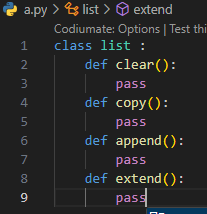 a.py > list > extend
Codiumate: Options | Test thi
1 class list :
2 def clear():
3 pass
4 def copy():
5 pass
6 def append():
7 pass
8 def extend():
9 pass